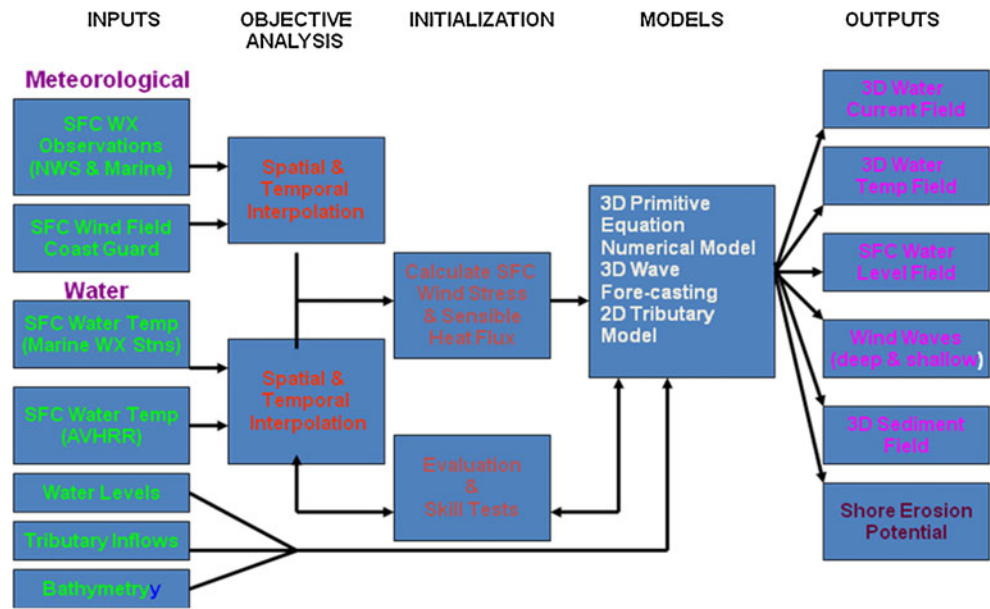 INPUTS
OBJECTIVE
ANALYSIS
INITIALIZATION
MODELS
OUTPUTS
Meteorological
SFC WX
Observations
(NWS & Marine)
SFC Wind Field
Coast Guard
Water
SFC Water Temp
(Marine WX Stns)
SFC Water Temp
(AVHRR)
Water Levels
Tributary Inflows
Bathymetryy
Spatial &
Temporal
Interpolation
Spatial &
Temporal
Interpolation
Calculate SFC
Wind Stress
& Sensible
Heat Flux
Evaluation
&
Skill Tests
3D Primitive
Equation
Numerical Model
3D Wave
Fore-casting
2D Tributary
Model
3D Water
Current Field
3D Water
Temp Field
SFC Water
Level Field
Wind Waves
(deep & shallow)
3D Sediment
Field
Shore Erosion
Potential